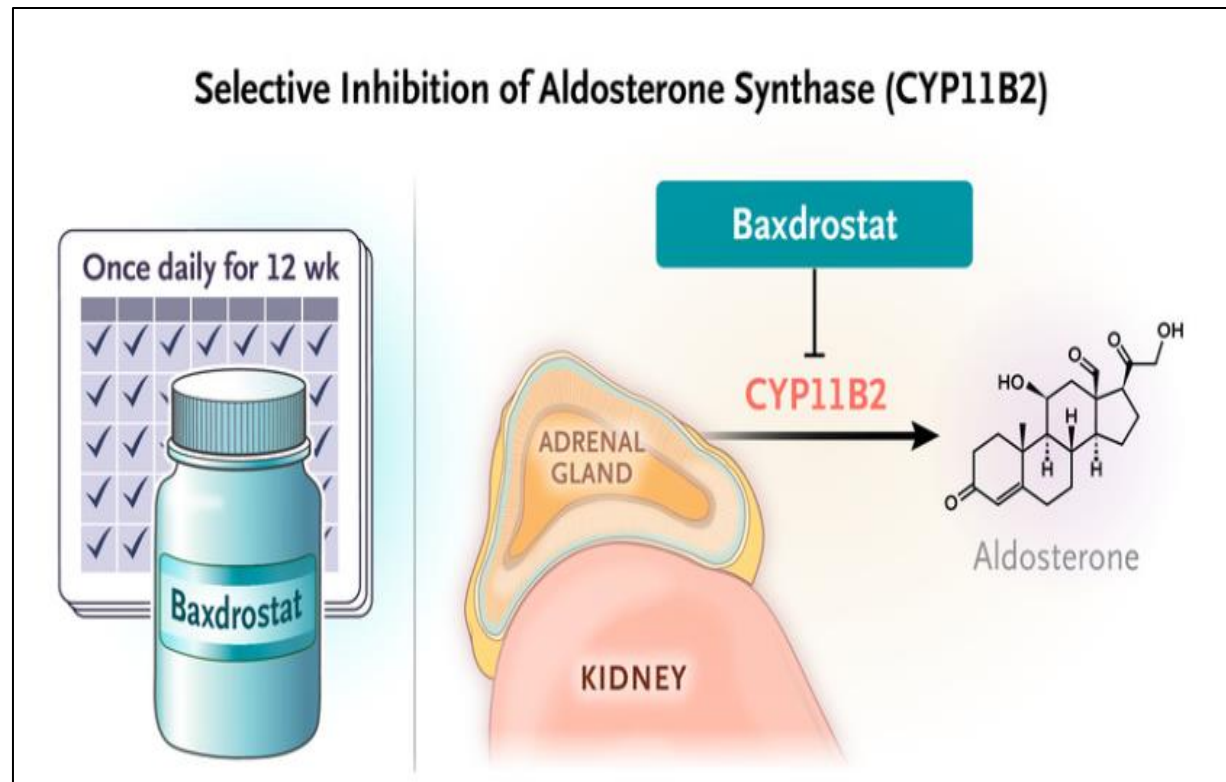 Selective Inhibition of Aldosterone Synthase (CYP11B2)
Once daily for 12 wk
Baxdrostat
Baxdrostat
CYP11B2
ADRENAL
GLAND
KIDNEY
HO
O
O
OH
H
H
H
O
Aldosterone